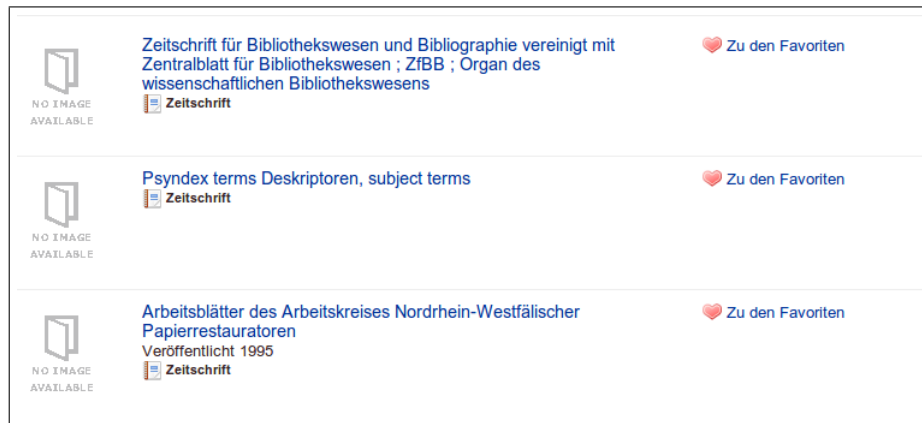 Zeitschrift für Bibliothekswesen und Bibliographie vereinigt mit
Zentralblatt für Bibliothekswesen ; ZfBB ; Organ des
wissenschaftlichen Bibliothekswesens
Zeitschrift
NO IMAGE
AVAILABLE
Zu den Favoriten
Psyndex terms Deskriptoren, subject terms
Zeitschrift
NO IMAGE
AVAILABLE
Zu den Favoriten
Arbeitsblätter des Arbeitskreises Nordrhein-Westfälischer
Papierrestauratoren
Veröffentlicht 1995
Zeitschrift
NO IMAGE
AVAILABLE
Zu den Favoriten